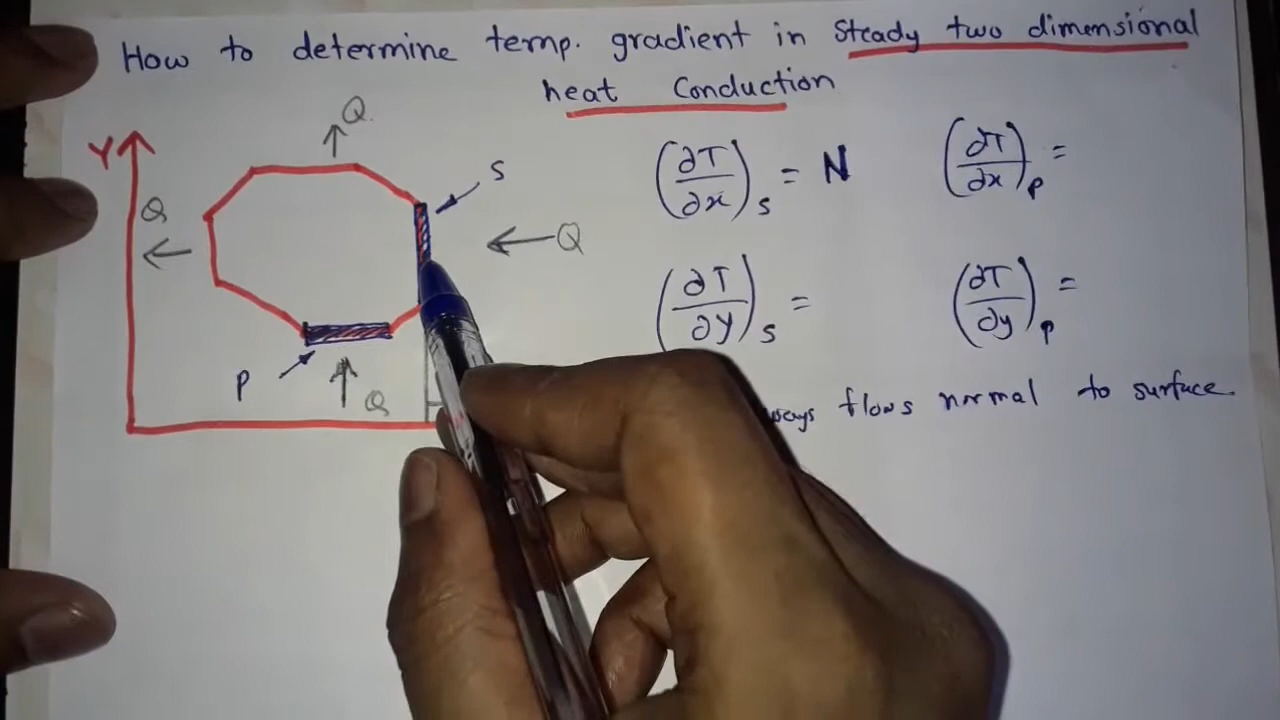 How to determine temp. gradient in Steady two dimensional
heat Conduction
Y
Q
Q
S
Q
P
Q
(∂T/∂x)s = N
(∂T/∂x)p =
(∂T/∂y)s =
(∂T/∂y)p =
flows normal to surface